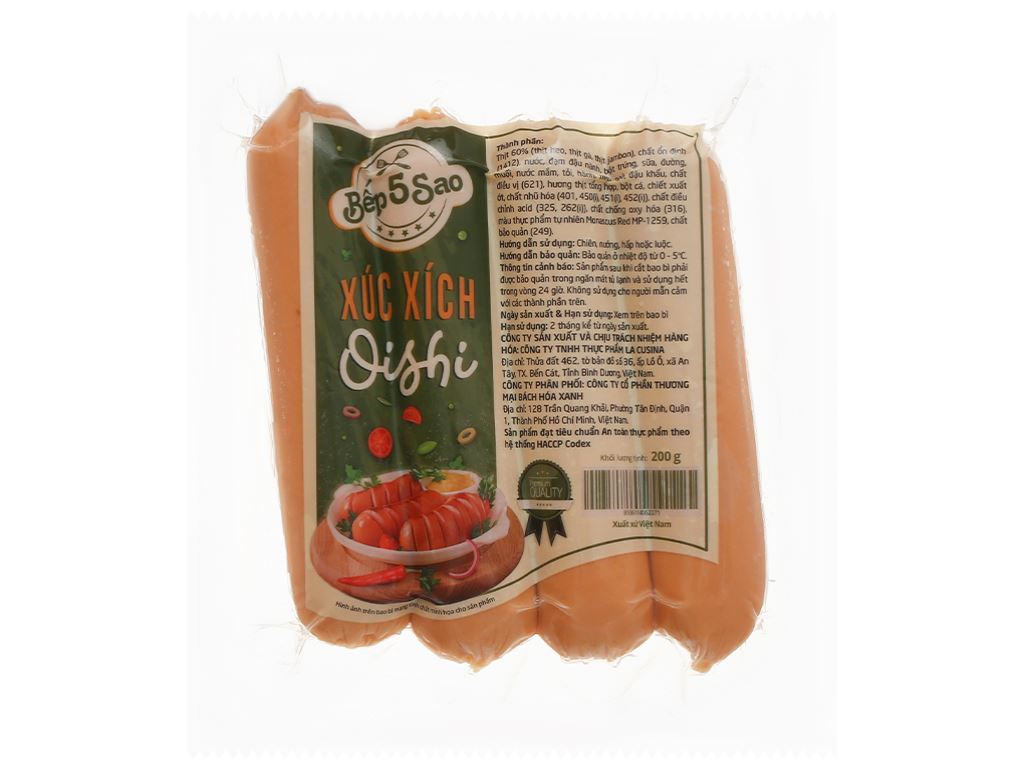 Bếp 5 Sao
XÚC XÍCH
Oishi
Hình ảnh trên bao bì mang tính chất minh họa cho sản phẩm
Thành phần:
Thịt 60% (thịt heo, thịt gà, thịt jambon), chất ổn định
(1412), nước, đạm đậu nành, bột trứng, sữa, đường,
muối, nước mắm, tỏi, hành, đậu khấu, chất
điều vị (621), hương thịt tổng hợp, bột cá, chiết xuất
ớt, chất nhũ hóa (401, 450(i), 451(i), 452(i)), chất điều
chỉnh acid (325, 262(i)), chất chống oxy hóa (316),
màu thực phẩm tự nhiên Monascus Red MP-1259, chất
bảo quản (249).
Hướng dẫn sử dụng: Chiên, nướng, hấp hoặc luộc.
Hướng dẫn bảo quản: Bảo quản ở nhiệt độ từ 0 - 5°C.
Thông tin cảnh báo: Sản phẩm sau khi cắt bao bì phải
được bảo quản trong ngăn mát tủ lạnh và sử dụng hết
trong vòng 24 giờ. Không sử dụng cho người mẫn cảm
với các thành phần trên.
Ngày sản xuất & Hạn sử dụng: Xem trên bao bì
Hạn sử dụng: 2 tháng kể từ ngày sản xuất.
CÔNG TY SẢN XUẤT VÀ CHỊU TRÁCH NHIỆM HÀNG
HÓA: CÔNG TY TNHH THỰC PHẨM LA CUSINA
Địa chỉ: Thửa đất 462, tờ bản đồ số 36, ấp Lồ Ô, xã An
Tây, TX. Bến Cát, Tỉnh Bình Dương, Việt Nam.
CÔNG TY PHÂN PHỐI: CÔNG TY CỔ PHẦN THƯƠNG
MẠI BÁCH HÓA XANH
Địa chỉ: 128 Trần Quang Khải, Phường Tân Định, Quận
1, Thành Phố Hồ Chí Minh, Việt Nam.
Sản phẩm đạt tiêu chuẩn An toàn thực phẩm theo
hệ thống HACCP Codex
Khối lượng tịnh: 200 g
Premium
QUALITY
Xuất xứ Việt Nam